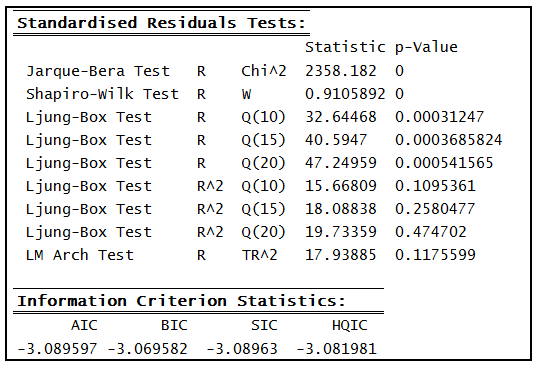 Standardised Residuals Tests:
Statistic p-Value
Jarque-Bera Test R Chi^2 2358.182 0
Shapiro-Wilk Test R W 0.9105892 0
Ljung-Box Test R Q(10) 32.64468 0.00031247
Ljung-Box Test R Q(15) 40.5947 0.0003685824
Ljung-Box Test R Q(20) 47.24959 0.000541565
Ljung-Box Test R^2 Q(10) 15.66809 0.1095361
Ljung-Box Test R^2 Q(15) 18.08838 0.2580477
Ljung-Box Test R^2 Q(20) 19.73359 0.474702
LM Arch Test R TR^2 17.93885 0.1175599
Information Criterion Statistics:
AIC BIC SIC HQIC
-3.089597 -3.069582 -3.08963 -3.081981